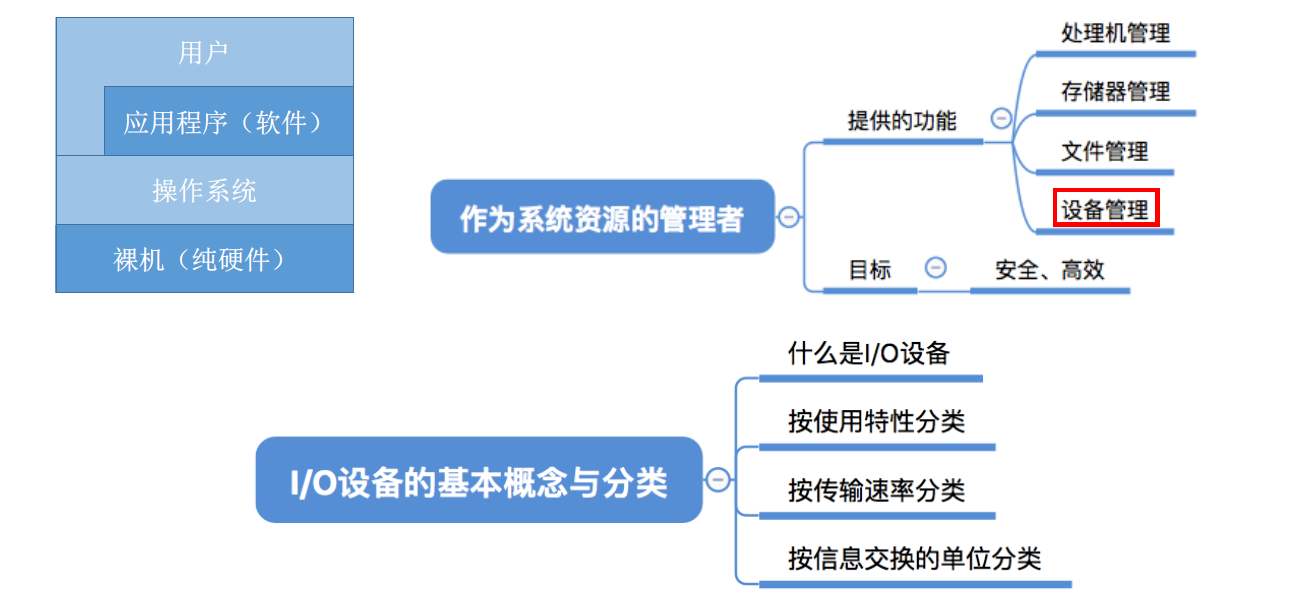 用户
应用程序（软件）
操作系统
裸机（纯硬件）
作为系统资源的管理者
提供的功能
处理机管理
存储器管理
文件管理
设备管理
目标
安全、高效
I/O设备的基本概念与分类
什么是I/O设备
按使用特性分类
按传输速率分类
按信息交换的单位分类